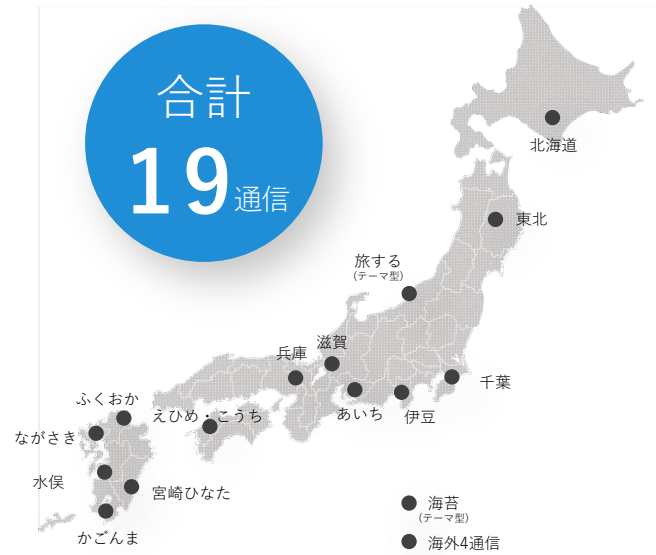 合計
19通信
北海道
東北
旅する
(テーマ型)
滋賀
兵庫
千葉
ふくおか
えひめ・こうち
あいち
伊豆
ながさき
水俣
宮崎ひなた
海苔
(テーマ型)
かごんま
海外4通信